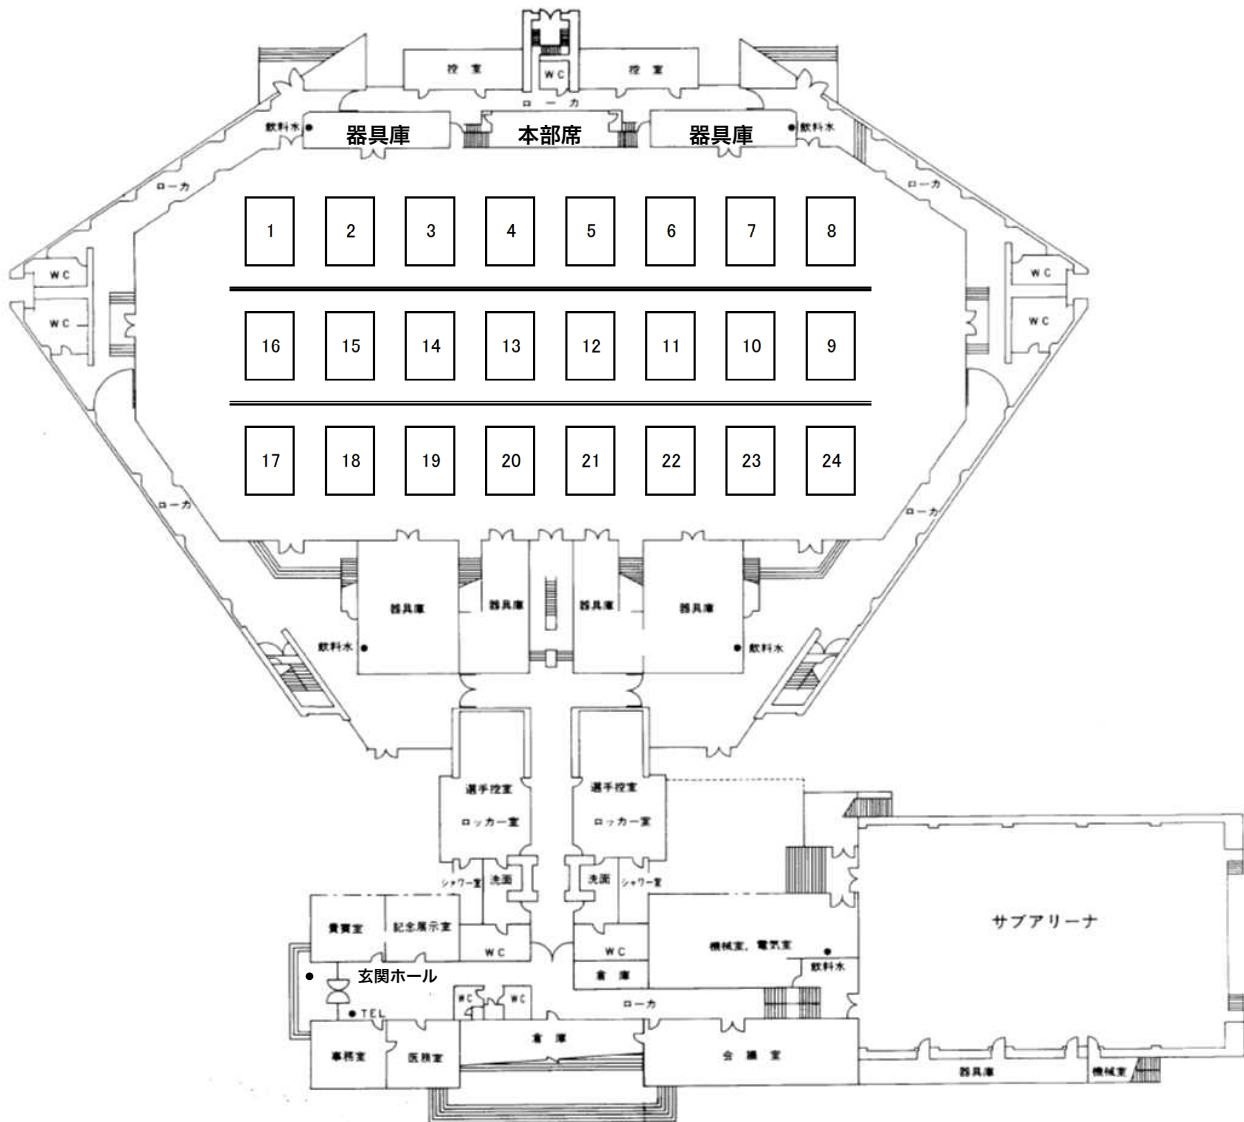 控 室
WC
控 室
ロ ー カ
飲料水
器具庫
本部席
器具庫
飲料水
ローカ
ローカ
1 2 3 4 5 6 7 8
WC
WC
WC
WC
16 15 14 13 12 11 10 9
17 18 19 20 21 22 23 24
ローカ
ローカ
器具庫
器具庫
器具庫
器具庫
飲料水
飲料水
選手控室
ロッカー室
選手控室
ロッカー室
シャワー室
洗面
洗面
シャワー室
貴賓室
記念展示室
WC
WC
機械室、電気室
サブアリーナ
玄関ホール
倉 庫
飲料水
WC
WC
ローカ
TEL
事務室
医務室
倉 庫
会 議 室
器具庫
機械室